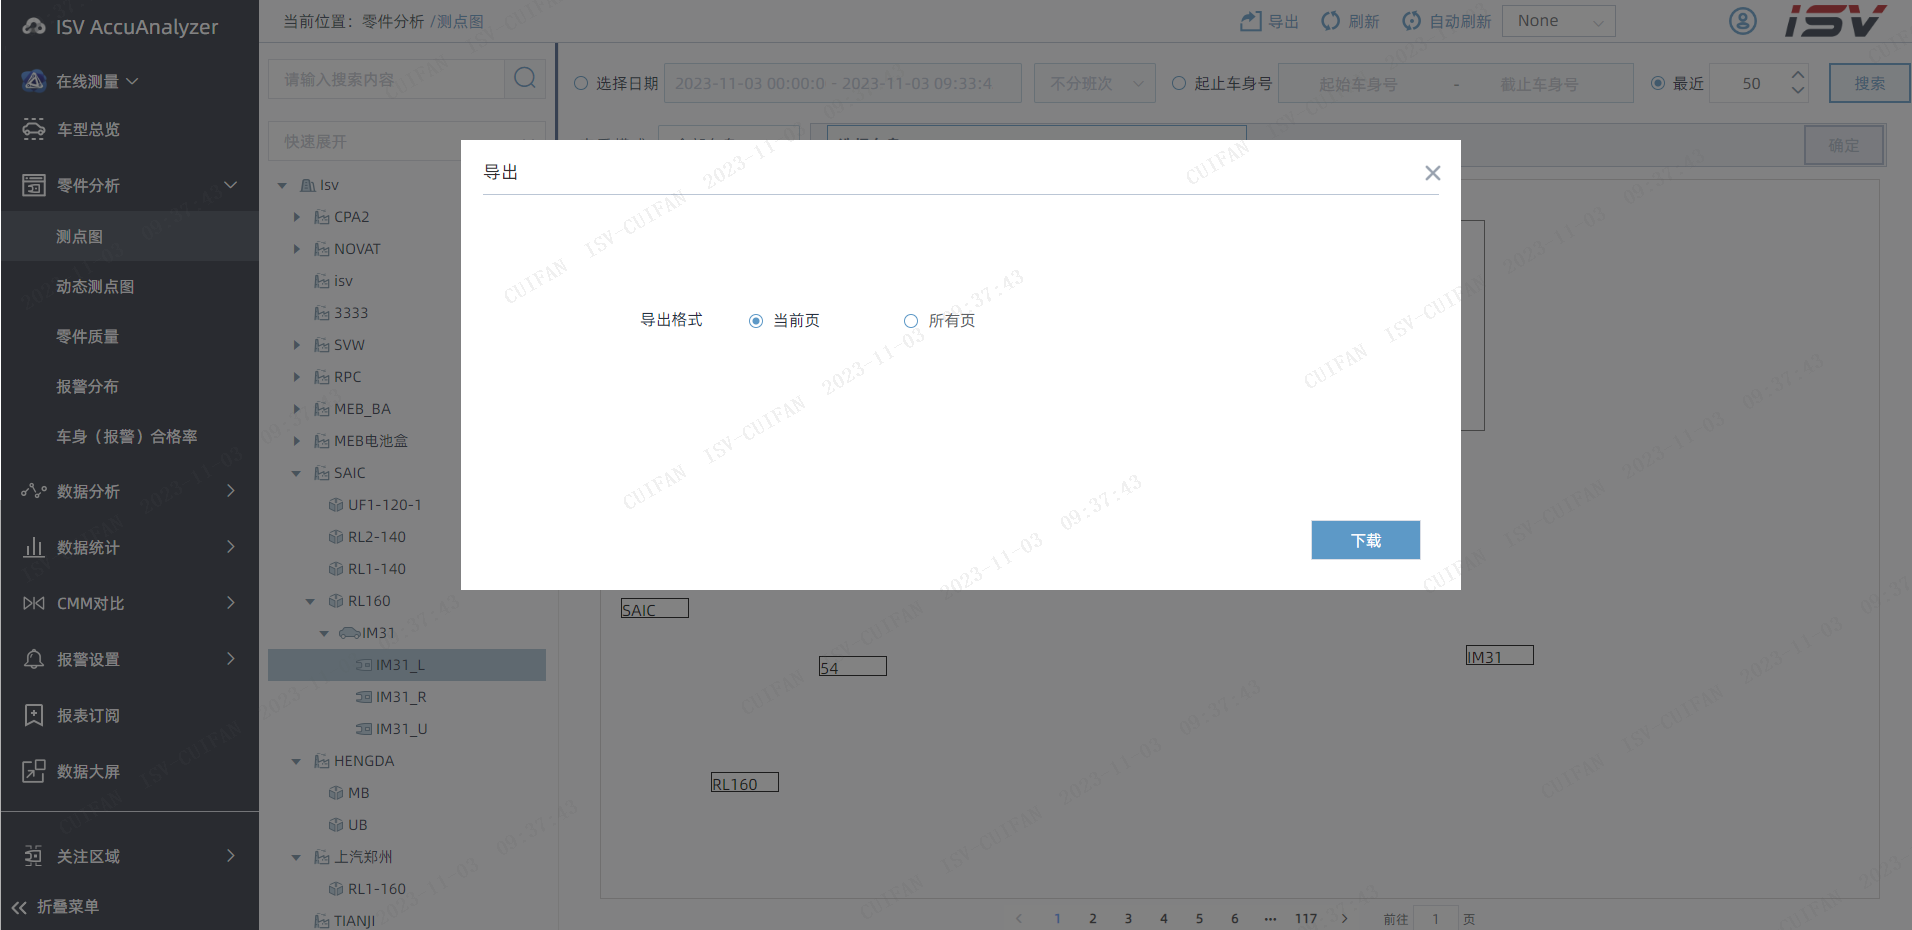 ISV AccuAnalyzer
当前位置：零件分析 /测点图
导出
刷新
自动刷新
None
ISV
在线测量
车型总览
零件分析
测点图
动态测点图
零件质量
报警分布
车身（报警）合格率
数据分析
数据统计
CMM对比
报警设置
报表订阅
数据大屏
关注区域
折叠菜单
请输入搜索内容
快速展开
Isv
CPA2
NOVAT
isv
3333
SVW
RPC
MEB_BA
MEB电池盒
SAIC
UF1-120-1
RL2-140
RL1-140
RL160
IM31
IM31_L
IM31_R
IM31_U
HENGDA
MB
UB
上汽郑州
RL1-160
TIANJI
选择日期
2023-11-03 00:00:0 - 2023-11-03 09:33:4
不分班次
起止车身号
起始车身号 - 截止车身号
最近
50
搜索
确定
导出
导出格式
当前页
所有页
下载
SAIC
54
IM31
RL160
1 2 3 4 5 6 ··· 117
前往 1 页
CUIFAN ISV-CUIFAN 2023-11-03 09:37:43